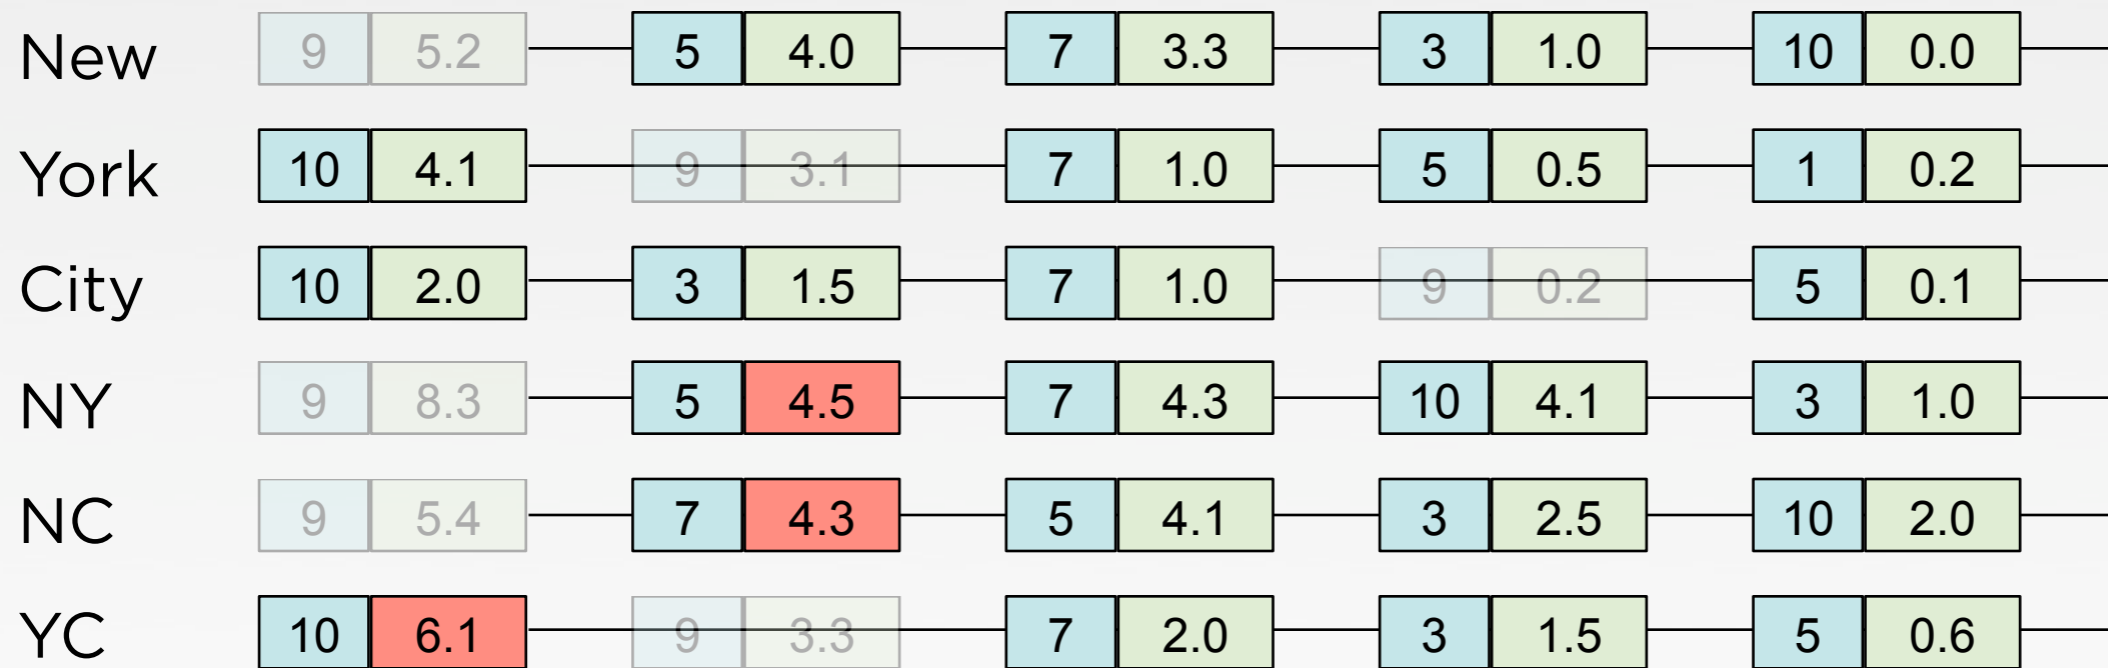 New 9 5.2 5 4.0 7 3.3 3 1.0 10 0.0
York 10 4.1 9 3.1 7 1.0 5 0.5 1 0.2
City 10 2.0 3 1.5 7 1.0 9 0.2 5 0.1
NY 9 8.3 5 4.5 7 4.3 10 4.1 3 1.0
NC 9 5.4 7 4.3 5 4.1 3 2.5 10 2.0
YC 10 6.1 9 3.3 7 2.0 3 1.5 5 0.6